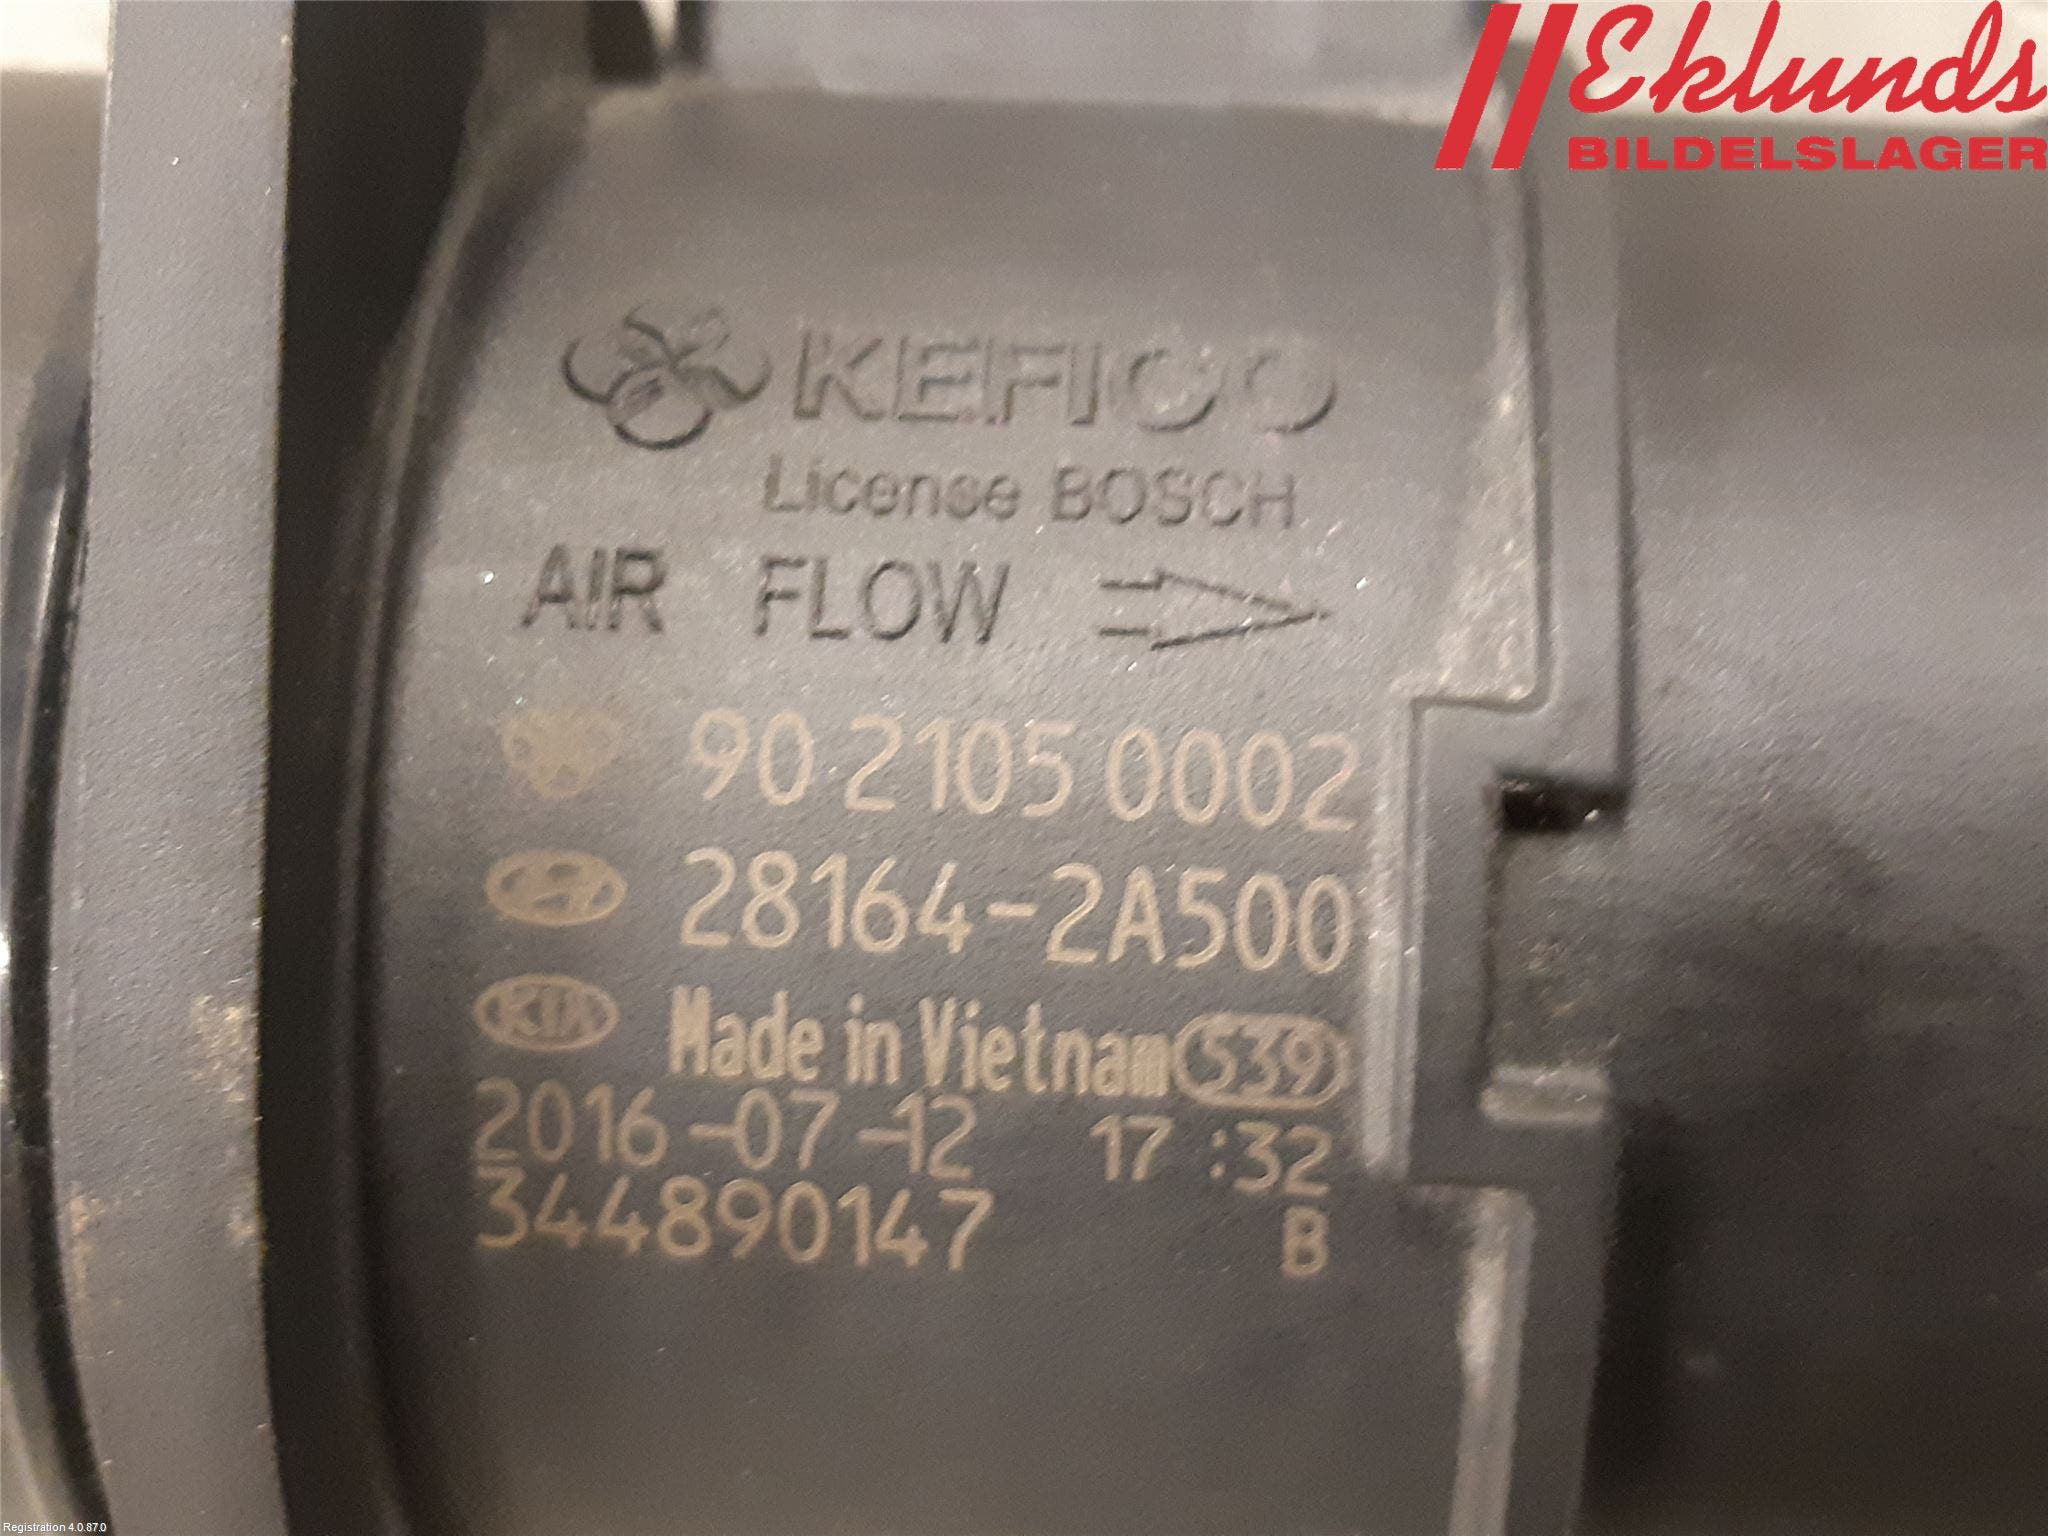 Eklunds
BILDELSLAGER
KEFICO
License BOSCH
AIR FLOW
90 2105 0002
28164-2A500
KIA Made in Vietnam 539
2016-07-12 17:32
344890147 B
Registration 4.0.87.0